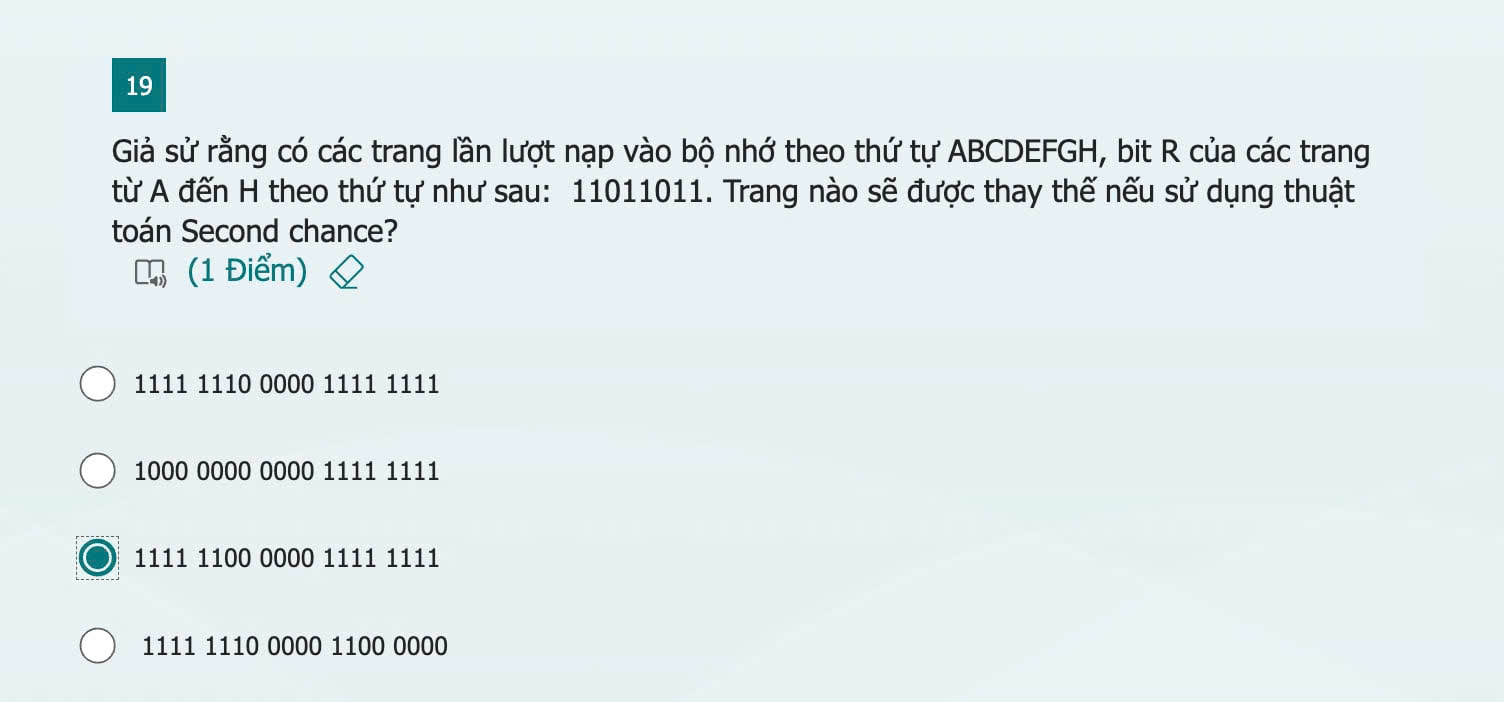 19
Giả sử rằng có các trang lần lượt nạp vào bộ nhớ theo thứ tự ABCDEFGH, bit R của các trang
từ A đến H theo thứ tự như sau:  11011011. Trang nào sẽ được thay thế nếu sử dụng thuật
toán Second chance?
(1 Điểm)
1111 1110 0000 1111 1111
1000 0000 0000 1111 1111
1111 1100 0000 1111 1111
1111 1110 0000 1100 0000